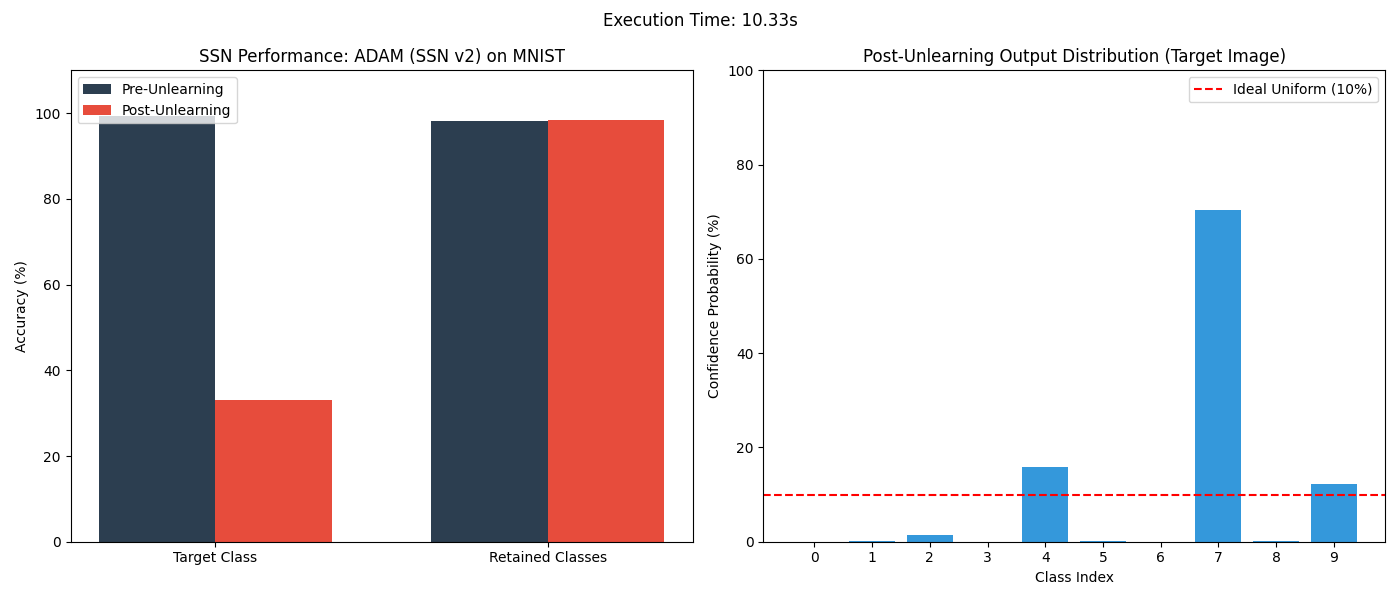 Execution Time: 10.33s
SSN Performance: ADAM (SSN v2) on MNIST
Pre-Unlearning
Post-Unlearning
Accuracy (%)
100
80
60
40
20
0
Target Class
Retained Classes
Post-Unlearning Output Distribution (Target Image)
Ideal Uniform (10%)
Confidence Probability (%)
100
80
60
40
20
0
0 1 2 3 4 5 6 7 8 9
Class Index